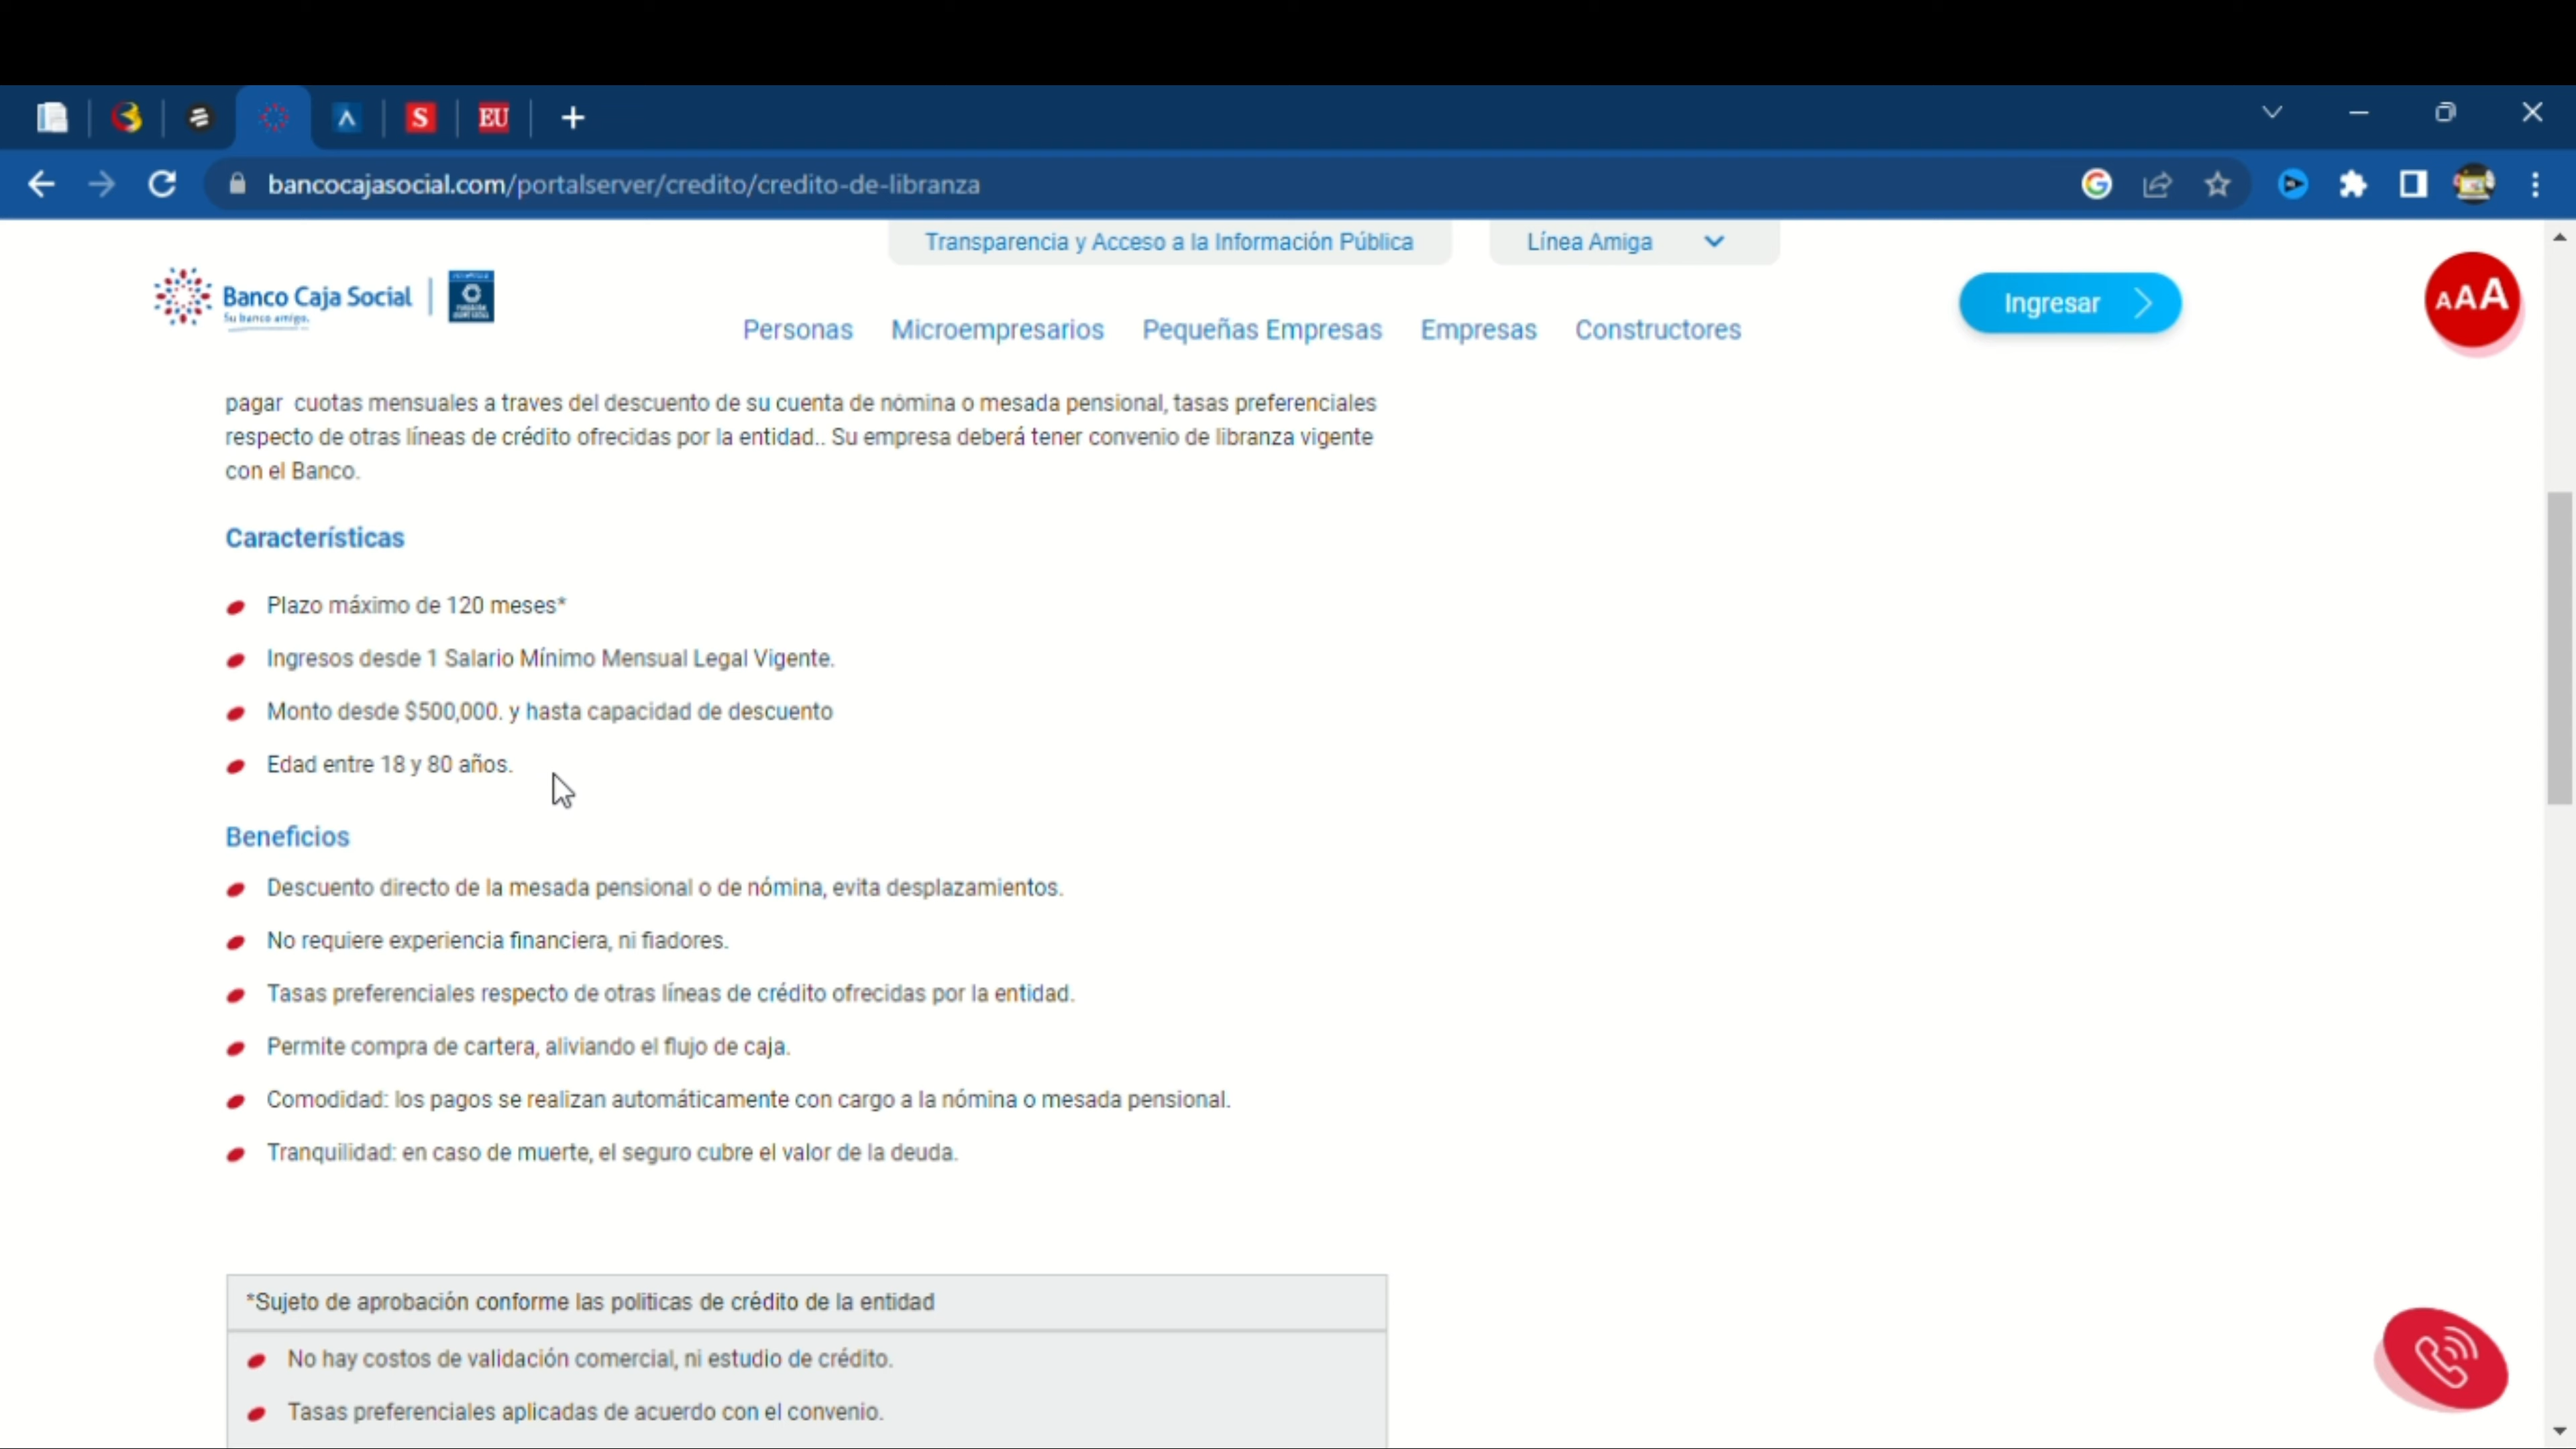 S
EU
bancocajasocial.com/portalserver/credito/credito-de-libranza
Transparencia y Acceso a la Información Pública
Línea Amiga
Banco Caja Social
Su banco amigo.
Personas Microempresarios Pequeñas Empresas Empresas Constructores
Ingresar
AAA
pagar cuotas mensuales a traves del descuento de su cuenta de nómina o mesada pensional, tasas preferenciales
respecto de otras líneas de crédito ofrecidas por la entidad.. Su empresa deberá tener convenio de libranza vigente
con el Banco.
Características
Plazo máximo de 120 meses*
Ingresos desde 1 Salario Mínimo Mensual Legal Vigente.
Monto desde $500,000. y hasta capacidad de descuento
Edad entre 18 y 80 años.
Beneficios
Descuento directo de la mesada pensional o de nómina, evita desplazamientos.
No requiere experiencia financiera, ni fiadores.
Tasas preferenciales respecto de otras líneas de crédito ofrecidas por la entidad.
Permite compra de cartera, aliviando el flujo de caja.
Comodidad: los pagos se realizan automáticamente con cargo a la nómina o mesada pensional.
Tranquilidad: en caso de muerte, el seguro cubre el valor de la deuda.
*Sujeto de aprobación conforme las politicas de crédito de la entidad
No hay costos de validación comercial, ni estudio de crédito.
Tasas preferenciales aplicadas de acuerdo con el convenio.